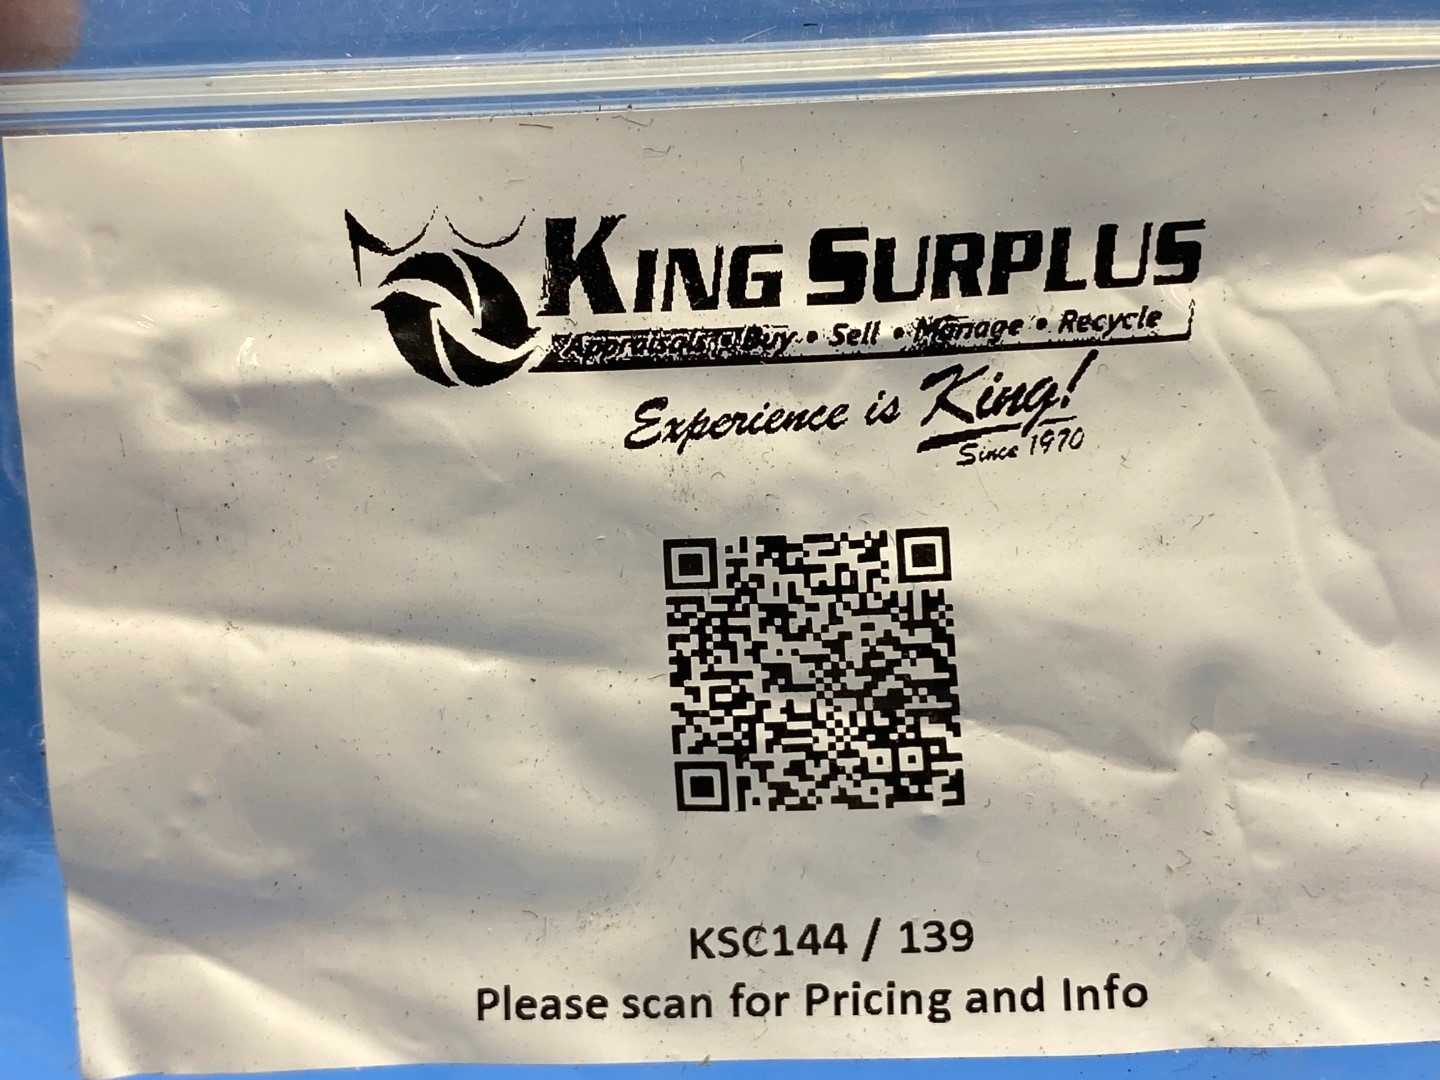 KING SURPLUS
Appraisals • Buy • Sell • Manage • Recycle
Experience is King!
Since 1970
KSC144 / 139
Please scan for Pricing and Info